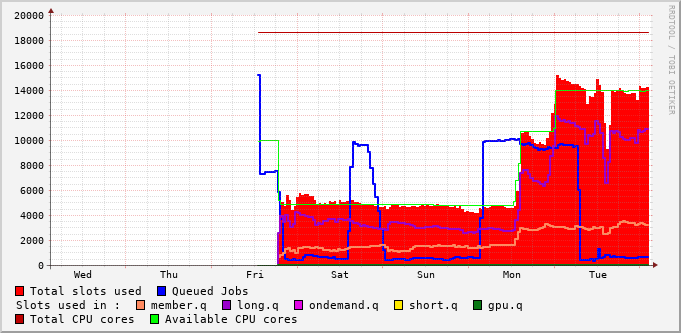 RRDTOOL / TOBI OETIKER
20000
18000
16000
14000
12000
10000
8000
6000
4000
2000
0
Wed Thu Fri Sat Sun Mon Tue
Total slots used Queued Jobs
Slots used in : member.q long.q ondemand.q short.q gpu.q
Total CPU cores Available CPU cores